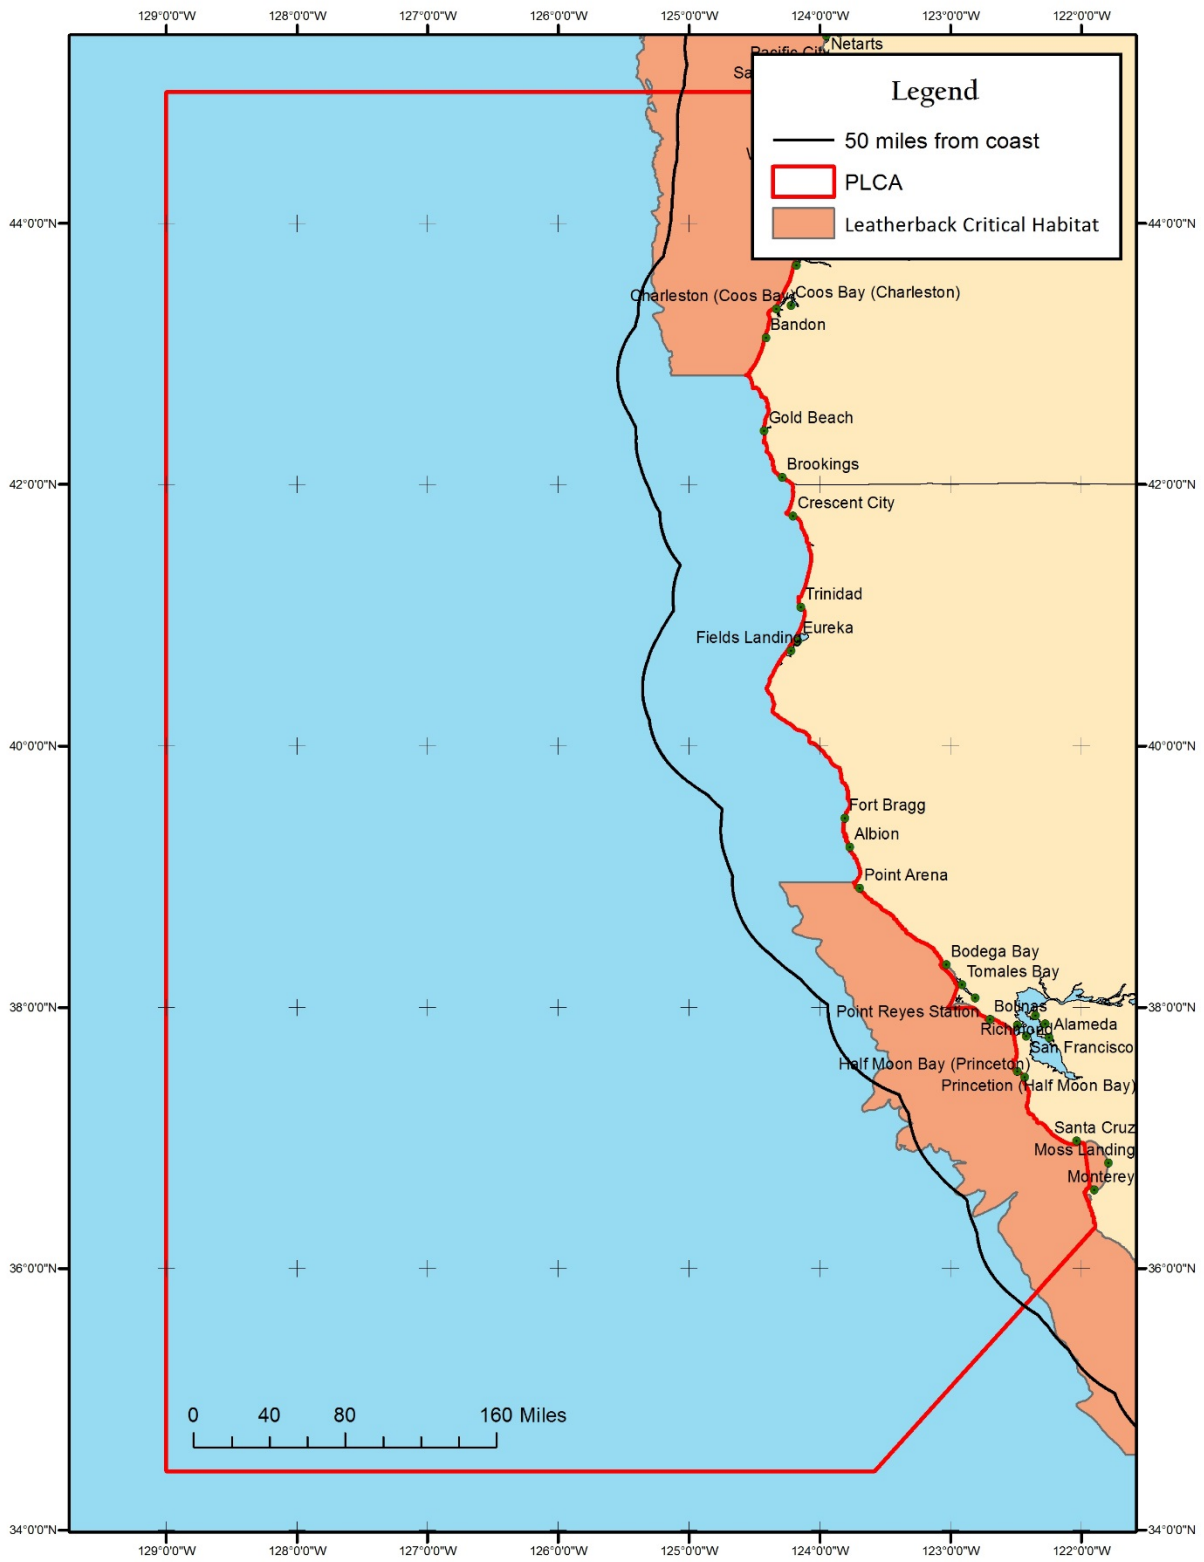 129°0'0"W 128°0'0"W 127°0'0"W 126°0'0"W 125°0'0"W 124°0'0"W 123°0'0"W 122°0'0"W
Netarts
Pacific City
Sa
Legend
50 miles from coast
PLCA
Leatherback Critical Habitat
44°0'0"N 44°0'0"N
Charleston (Coos Bay) Coos Bay (Charleston)
Bandon
Gold Beach
Brookings
42°0'0"N 42°0'0"N
Crescent City
Trinidad
Eureka
Fields Landing
40°0'0"N 40°0'0"N
Fort Bragg
Albion
Point Arena
Bodega Bay
Tomales Bay
38°0'0"N 38°0'0"N
Point Reyes Station Bolinas
Richmond Alameda
San Francisco
Half Moon Bay (Princeton)
Princetion (Half Moon Bay)
Santa Cruz
Moss Landing
Monterey
36°0'0"N 36°0'0"N
0 40 80 160 Miles
34°0'0"N 34°0'0"N
129°0'0"W 128°0'0"W 127°0'0"W 126°0'0"W 125°0'0"W 124°0'0"W 123°0'0"W 122°0'0"W